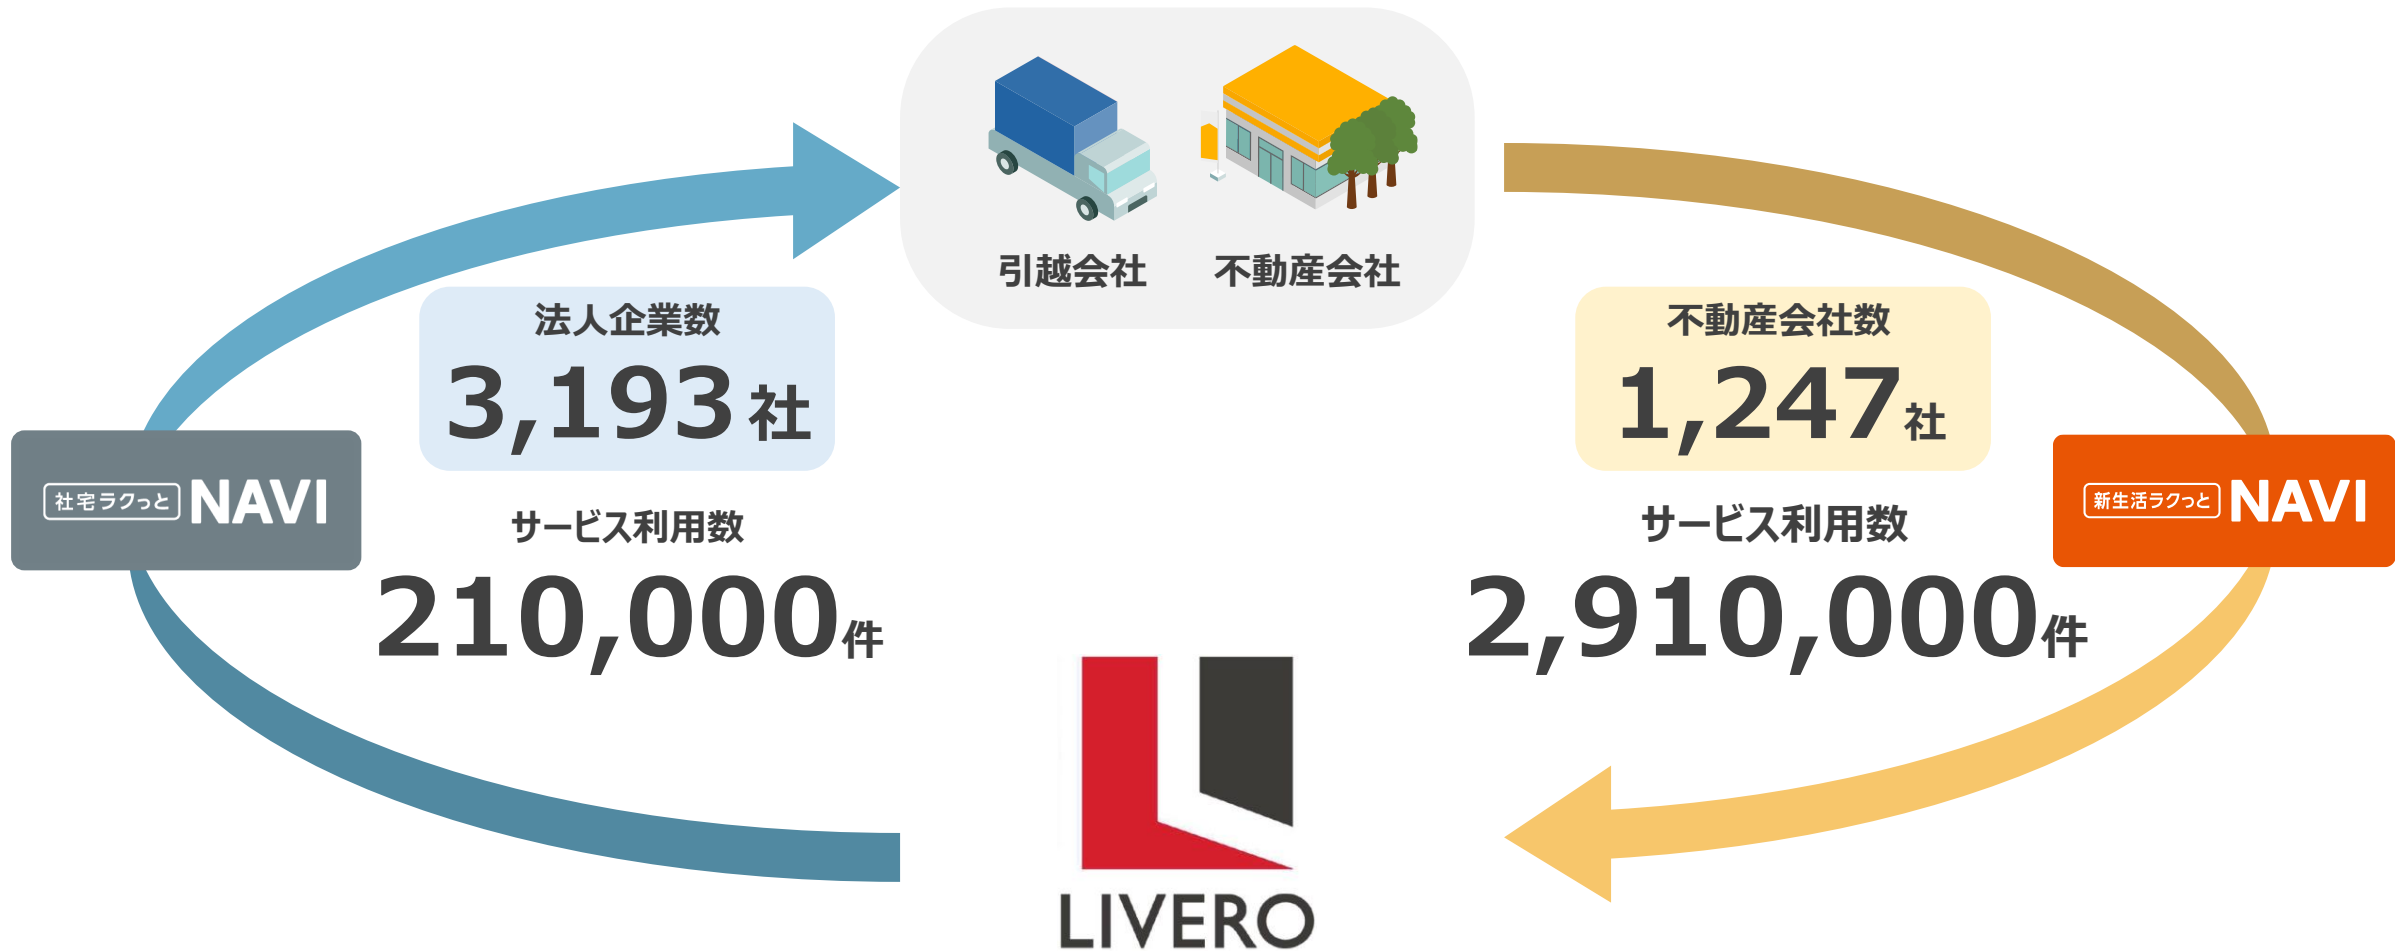 引越会社
不動産会社
法人企業数
3,193社
サービス利用数
210,000件
社宅ラクっと NAVI
不動産会社数
1,247社
サービス利用数
2,910,000件
新生活ラクっと NAVI
LIVERO